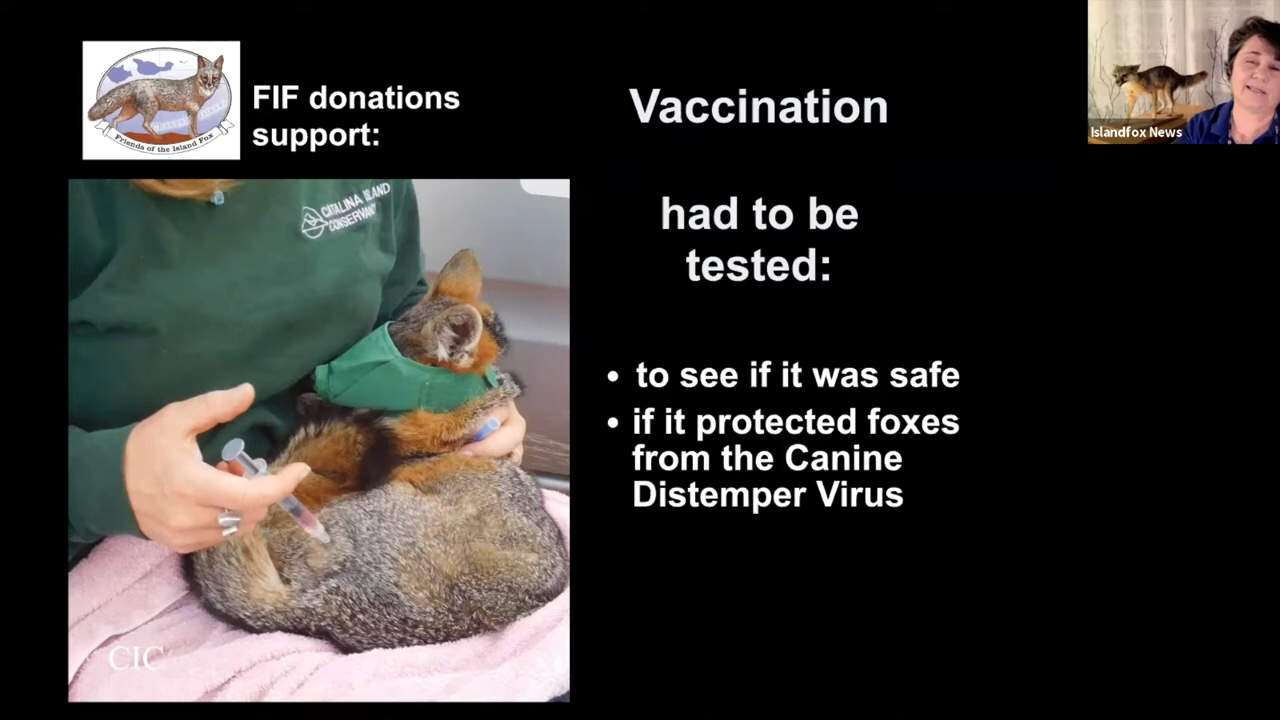 FIF donations
support:
Friends of the Island Fox
Vaccination
had to be
tested:
• to see if it was safe
• if it protected foxes
from the Canine
Distemper Virus
CATALINA ISLAND
CONSERVANCY
CIC
Islandfox News